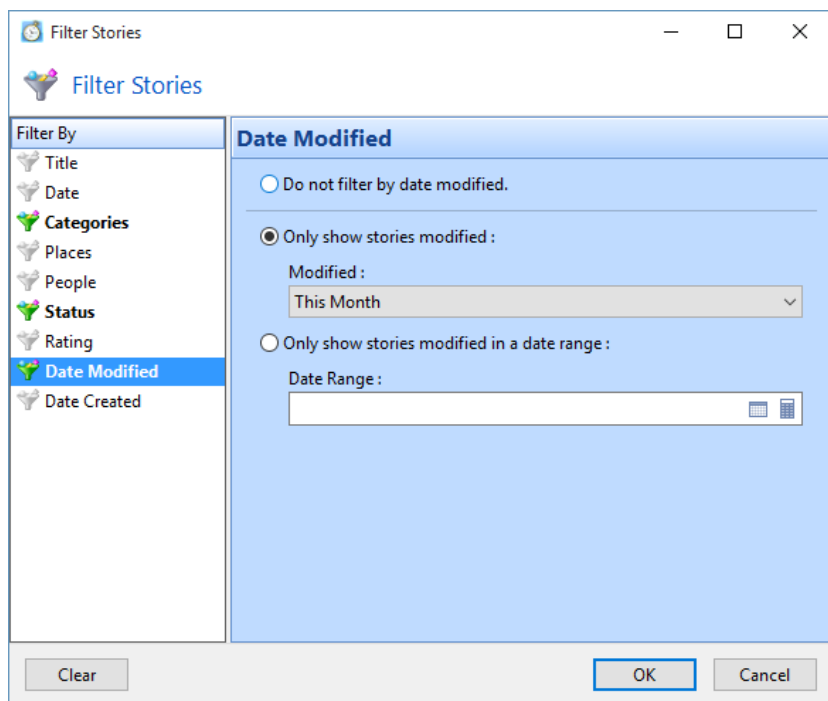 Filter Stories
Filter Stories
Filter By
Title
Date
Categories
Places
People
Status
Rating
Date Modified
Date Created
Date Modified
Do not filter by date modified.
Only show stories modified :
Modified :
This Month
Only show stories modified in a date range :
Date Range :
Clear
OK
Cancel